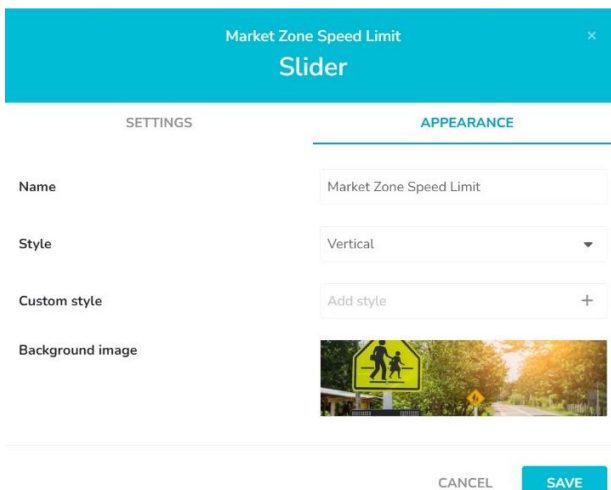 Market Zone Speed Limit
×
Slider
SETTINGS
APPEARANCE
Name
Market Zone Speed Limit
Style
Vertical
Custom style
Add style
+
Background image
CANCEL
SAVE